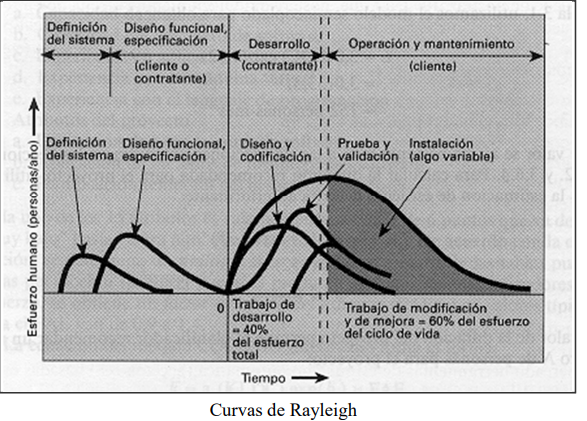 Definición
del sistema
Diseño funcional,
especificación
(cliente o
contratante)
Desarrollo
(contratante)
Operación y mantenimiento
(cliente)
Definición
del sistema
Diseño funcional,
especificación
Diseño y
codificación
Prueba y
validación
Instalación
(algo variable)
Esfuerzo humano (personas/año)
0
Trabajo de
desarrollo
= 40%
del esfuerzo
total
Trabajo de modificación
y de mejora = 60% del esfuerzo
del ciclo de vida
Tiempo
Curvas de Rayleigh